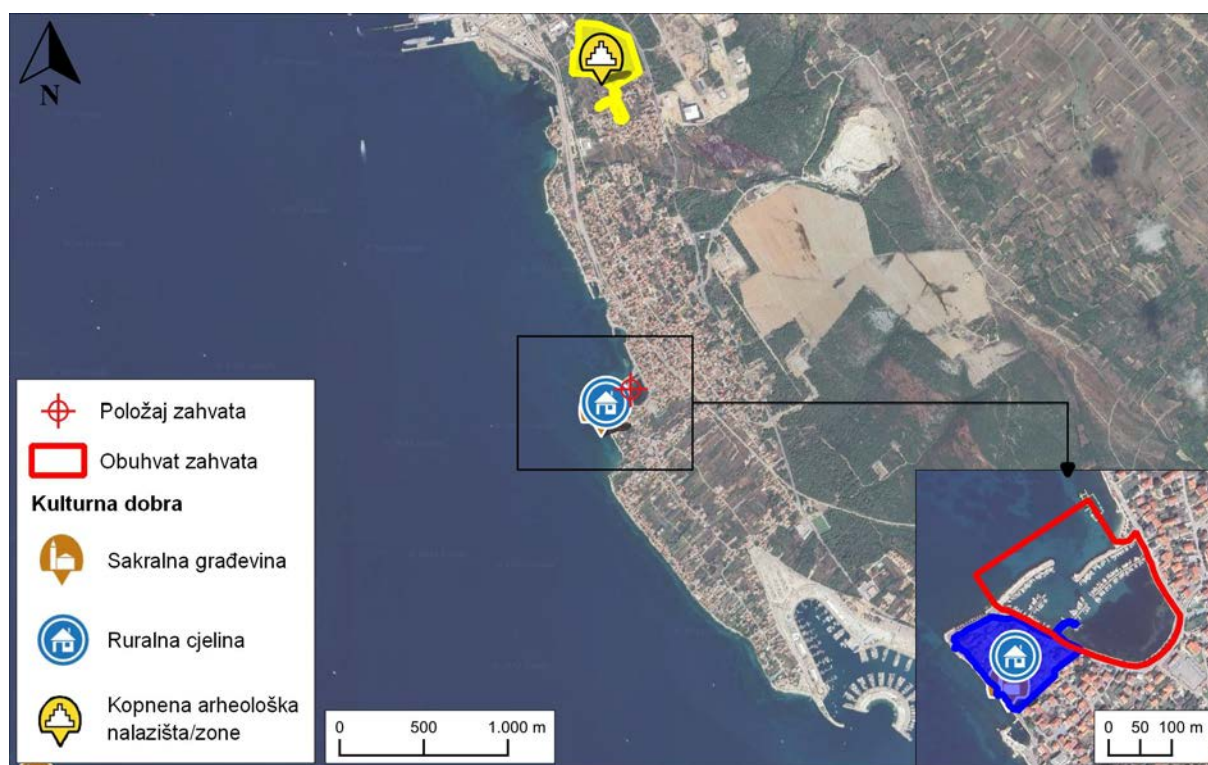 N
Položaj zahvata
Obuhvat zahvata
Kulturna dobra
Sakralna građevina
Ruralna cjelina
Kopnena arheološka
nalazišta/zone
0 500 1.000 m
0 50 100 m